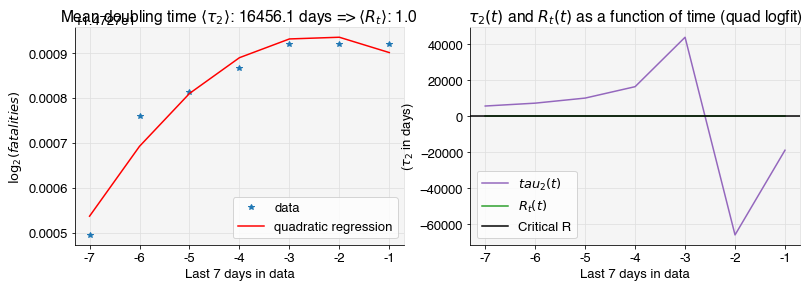 Mean doubling time ⟨τ₂⟩: 16456.1 days => ⟨Rₜ⟩: 1.0
+1.4727e1
0.0009
0.0008
0.0007
0.0006
0.0005
log₂(fatalities)
data
quadratic regression
-7 -6 -5 -4 -3 -2 -1
Last 7 days in data
τ₂(t) and Rₜ(t) as a function of time (quad logfit)
40000
20000
0
−20000
−40000
−60000
(τ₂ in days)
tau₂(t)
Rₜ(t)
Critical R
-7 -6 -5 -4 -3 -2 -1
Last 7 days in data